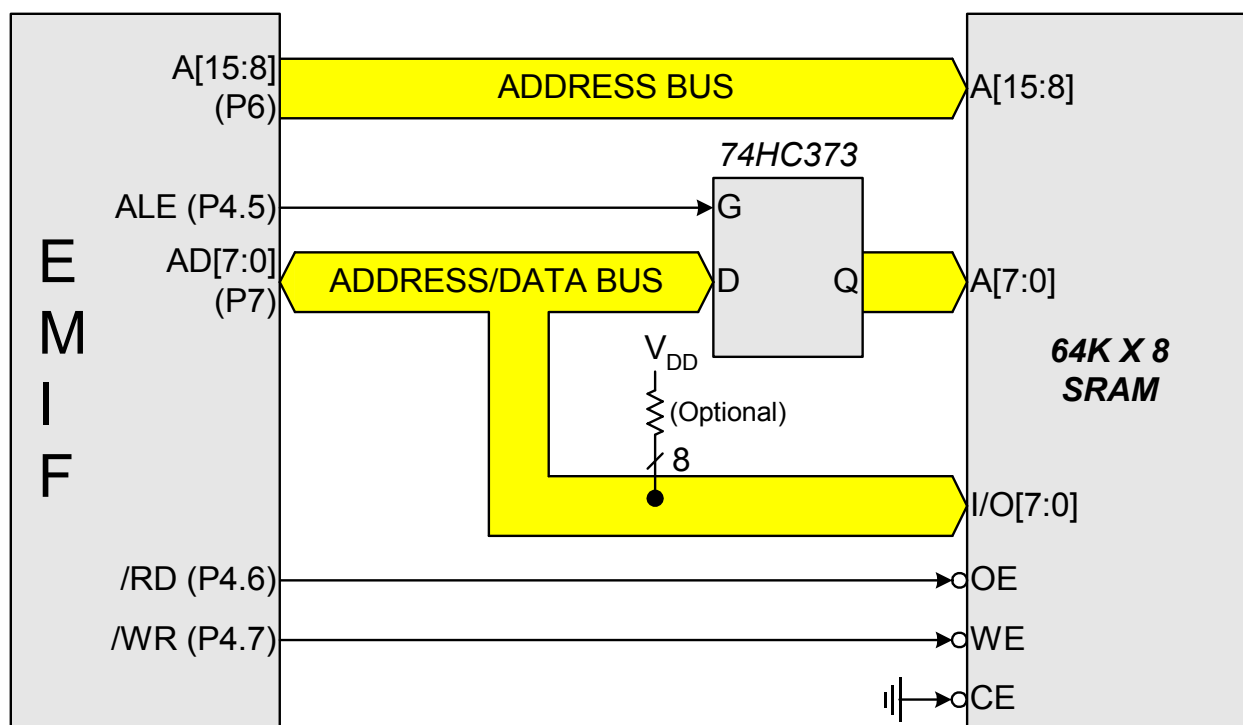 A[15:8]
(P6)
ADDRESS BUS
A[15:8]
74HC373
ALE (P4.5)
G
E
M
I
F
AD[7:0]
(P7)
ADDRESS/DATA BUS
D
Q
A[7:0]
VDD
(Optional)
8
64K X 8
SRAM
I/O[7:0]
/RD (P4.6)
OE
/WR (P4.7)
WE
CE